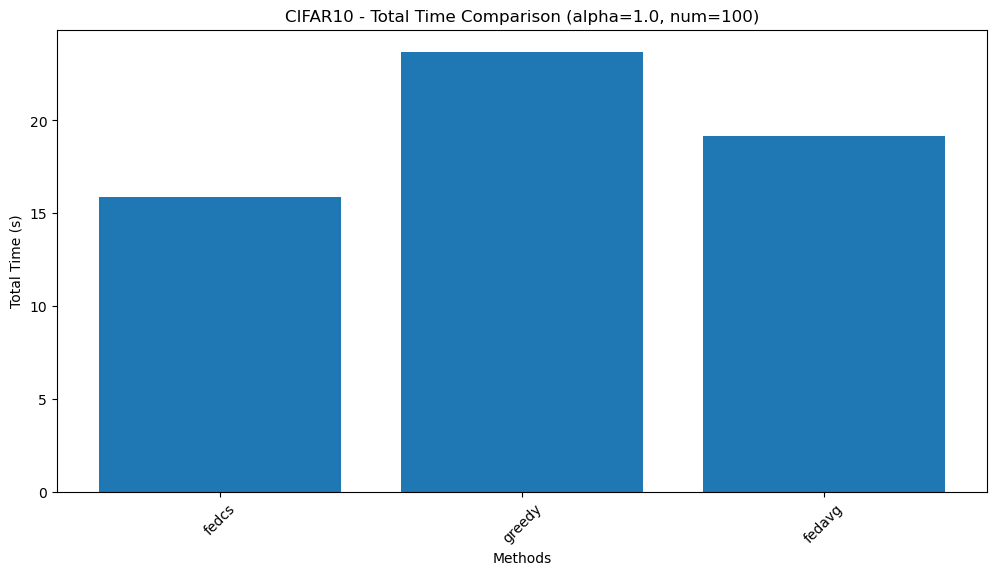 CIFAR10 - Total Time Comparison (alpha=1.0, num=100)
Total Time (s)
20
15
10
5
0
fedcs
greedy
fedavg
Methods